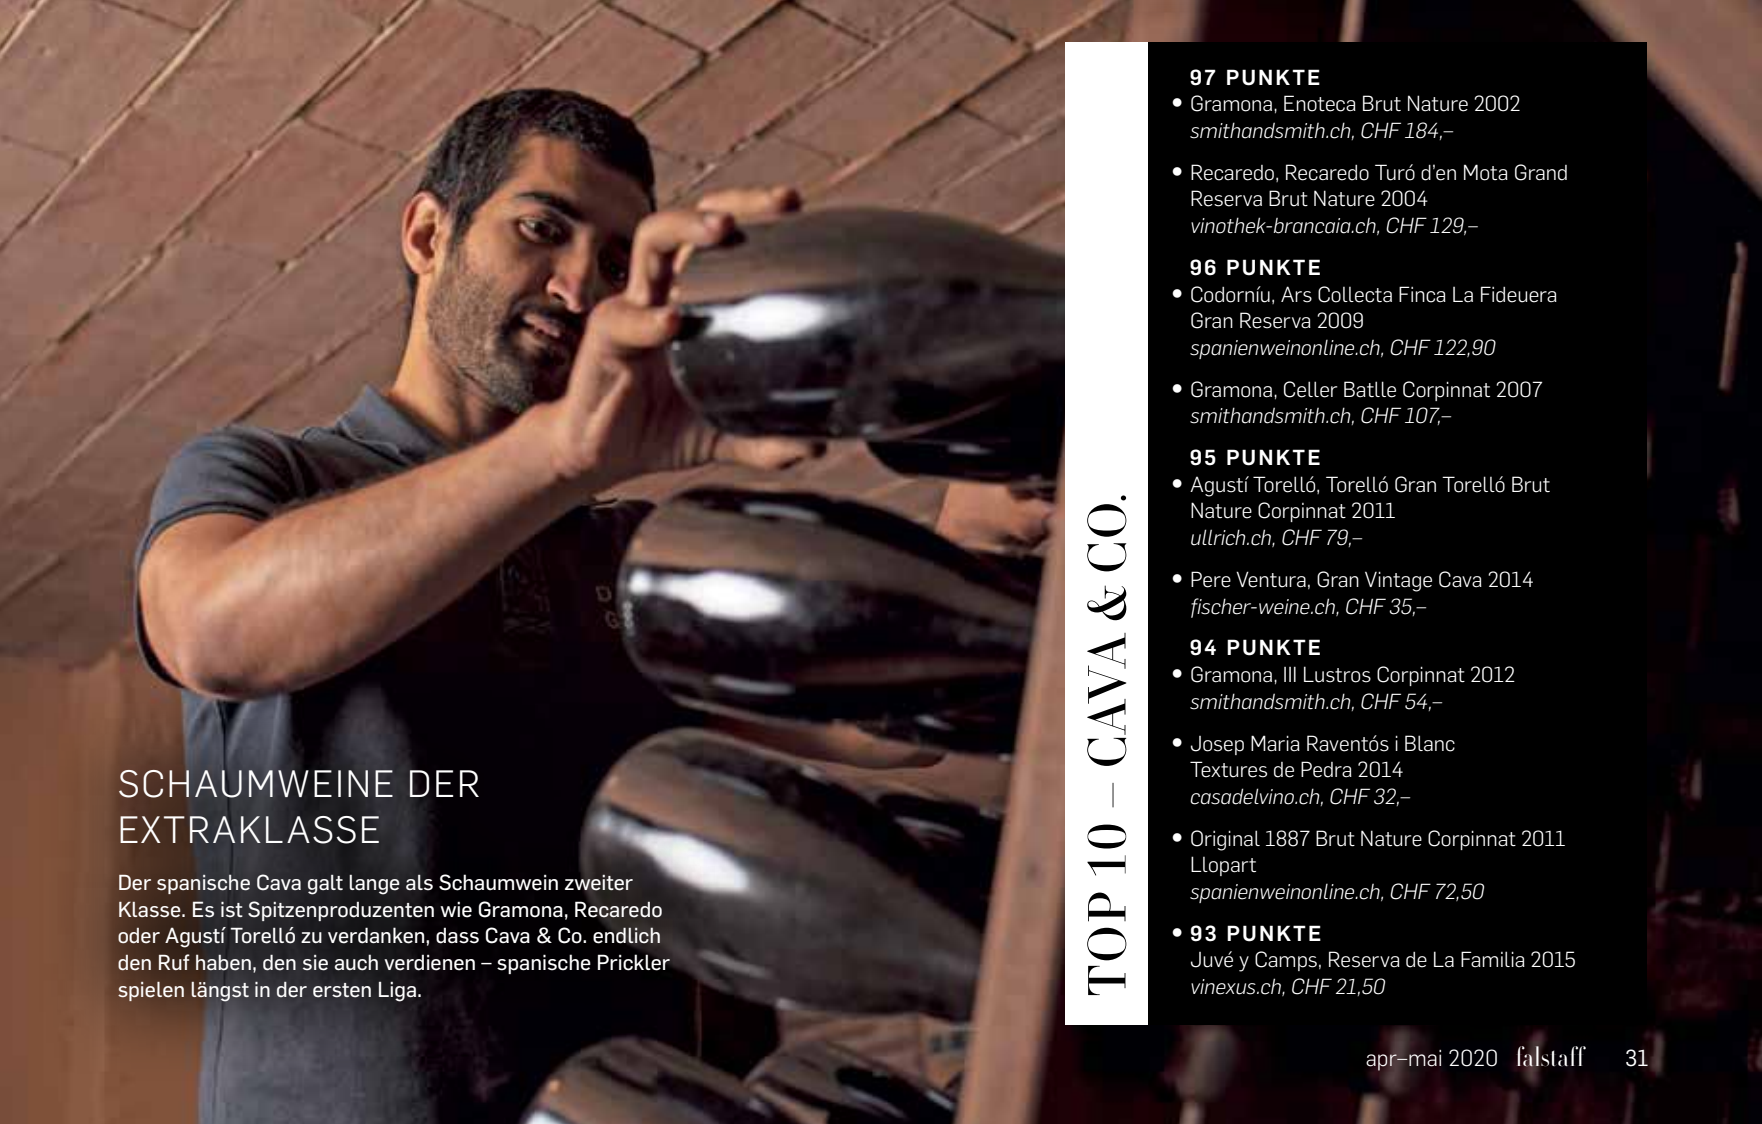 SCHAUMWEINE DER
EXTRAKLASSE
Der spanische Cava galt lange als Schaumwein zweiter
Klasse. Es ist Spitzenproduzenten wie Gramona, Recaredo
oder Agustí Torelló zu verdanken, dass Cava & Co. endlich
den Ruf haben, den sie auch verdienen – spanische Prickler
spielen längst in der ersten Liga.
TOP 10 – CAVA & CO.
97 PUNKTE
• Gramona, Enoteca Brut Nature 2002
smithandsmith.ch, CHF 184,–
• Recaredo, Recaredo Turó d'en Mota Grand
Reserva Brut Nature 2004
vinothek-brancaia.ch, CHF 129,–
96 PUNKTE
• Codorníu, Ars Collecta Finca La Fideuera
Gran Reserva 2009
spanienweinonline.ch, CHF 122,90
• Gramona, Celler Batlle Corpinnat 2007
smithandsmith.ch, CHF 107,–
95 PUNKTE
• Agustí Torelló, Torelló Gran Torelló Brut
Nature Corpinnat 2011
ullrich.ch, CHF 79,–
• Pere Ventura, Gran Vintage Cava 2014
fischer-weine.ch, CHF 35,–
94 PUNKTE
• Gramona, III Lustros Corpinnat 2012
smithandsmith.ch, CHF 54,–
• Josep Maria Raventós i Blanc
Textures de Pedra 2014
casadelvino.ch, CHF 32,–
• Original 1887 Brut Nature Corpinnat 2011
Llopart
spanienweinonline.ch, CHF 72,50
• 93 PUNKTE
Juvé y Camps, Reserva de La Familia 2015
vinexus.ch, CHF 21,50
apr–mai 2020 falstaff 31